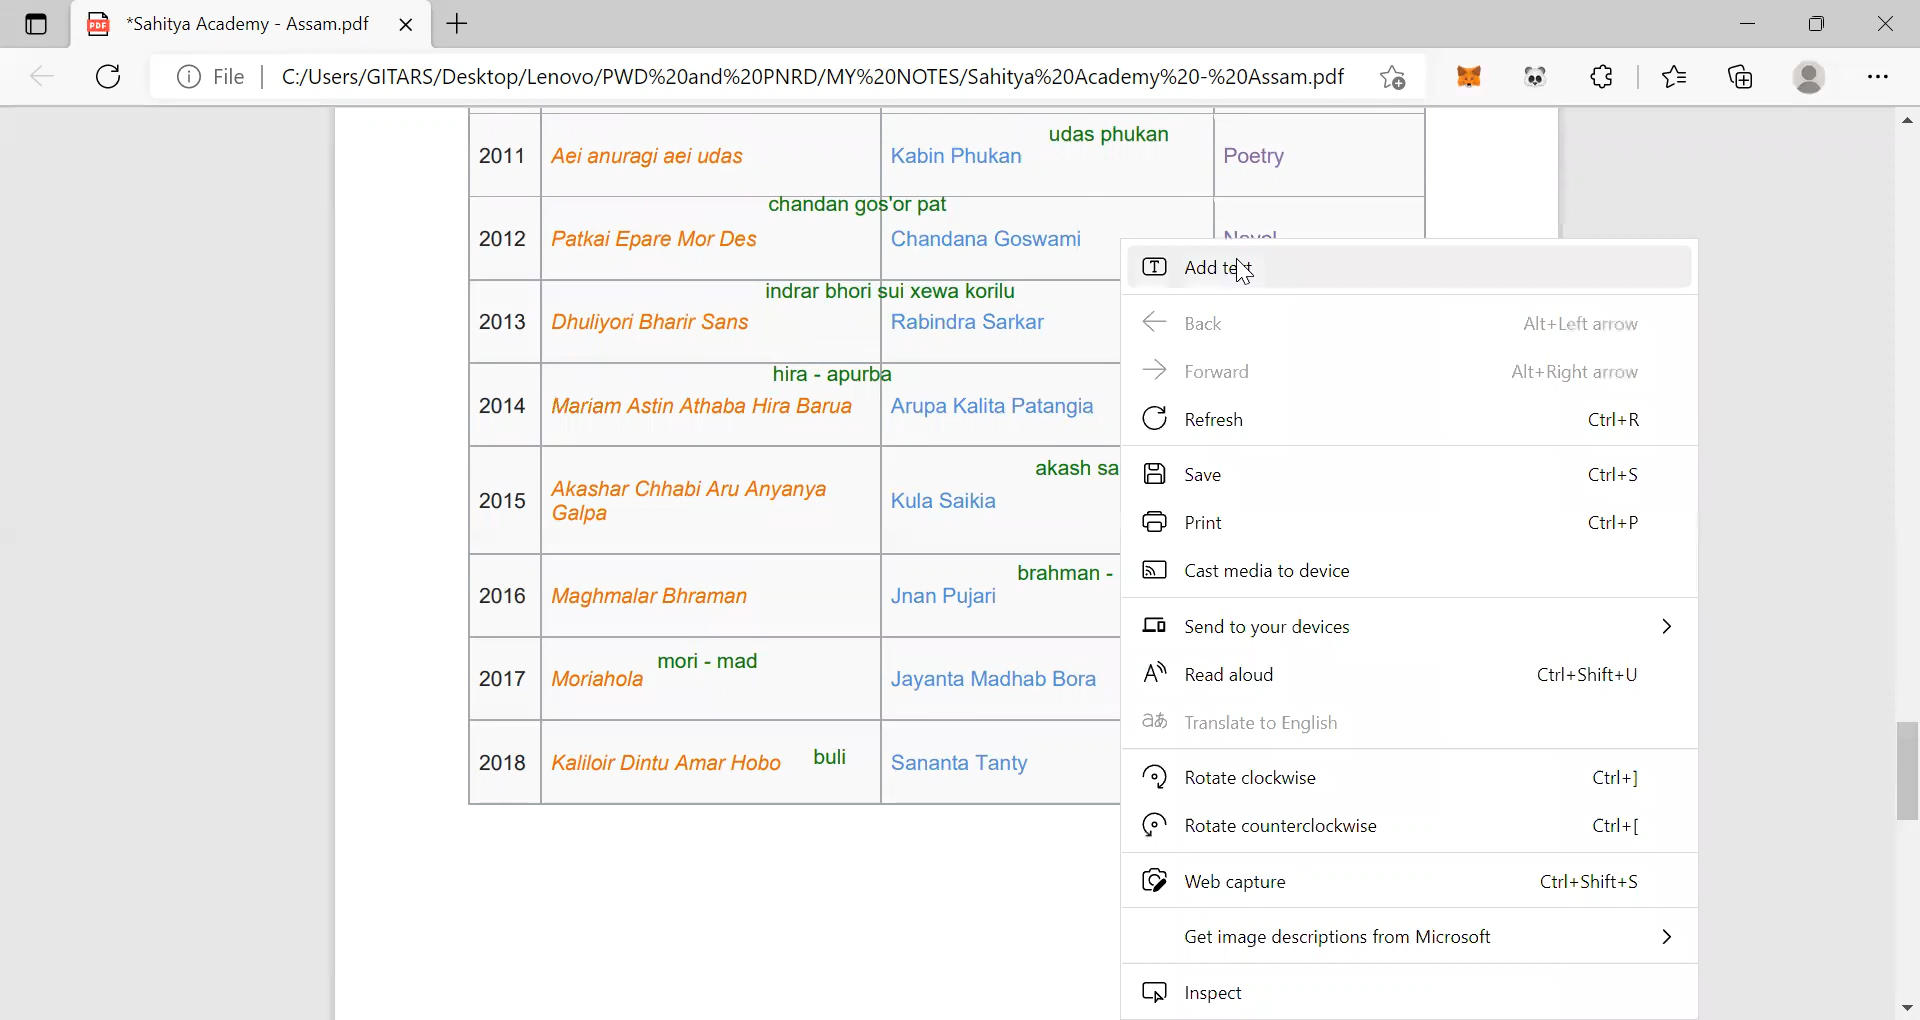 *Sahitya Academy - Assam.pdf
File
C:/Users/GITARS/Desktop/Lenovo/PWD%20and%20PNRD/MY%20NOTES/Sahitya%20Academy%20-%20Assam.pdf
udas phukan
2011 Aei anuragi aei udas Kabin Phukan Poetry
chandan gos'or pat
2012 Patkai Epare Mor Des Chandana Goswami Novel
indrar bhori sui xewa korilu
2013 Dhuliyori Bharir Sans Rabindra Sarkar
hira - apurba
2014 Mariam Astin Athaba Hira Barua Arupa Kalita Patangia
akash sa
2015 Akashar Chhabi Aru Anyanya
Galpa
Kula Saikia
brahman -
2016 Maghmalar Bhraman Jnan Pujari
mori - mad
2017 Moriahola Jayanta Madhab Bora
2018 Kaliloir Dintu Amar Hobo buli Sananta Tanty
Add text
Back Alt+Left arrow
Forward Alt+Right arrow
Refresh Ctrl+R
Save Ctrl+S
Print Ctrl+P
Cast media to device
Send to your devices
Read aloud Ctrl+Shift+U
Translate to English
Rotate clockwise Ctrl+]
Rotate counterclockwise Ctrl+[
Web capture Ctrl+Shift+S
Get image descriptions from Microsoft
Inspect